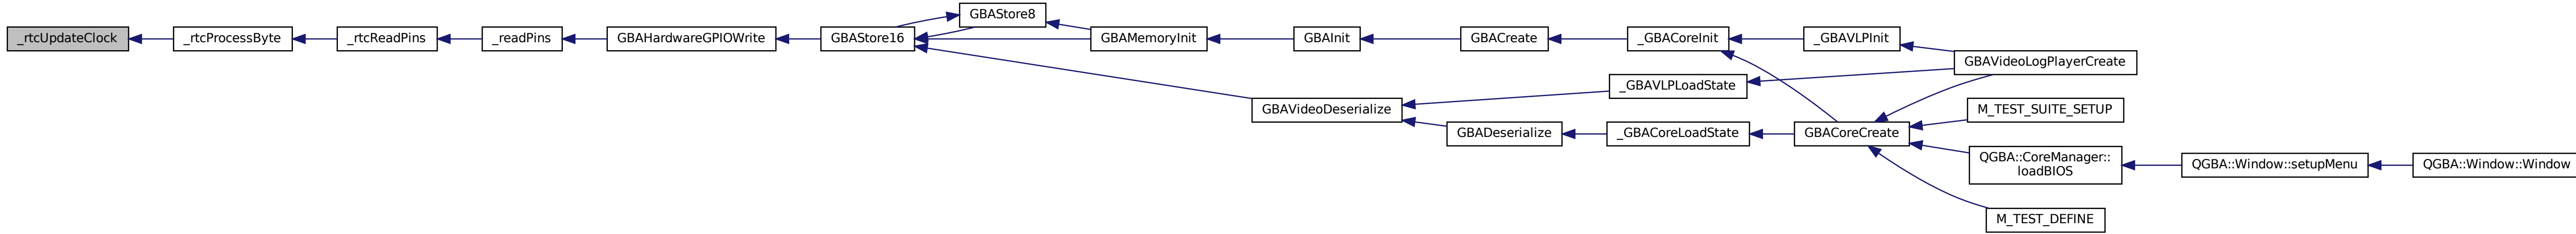 _rtcUpdateClock
_rtcProcessByte
_rtcReadPins
_readPins
GBAHardwareGPIOWrite
GBAStore16
GBAStore8
GBAMemoryInit
GBAInit
GBACreate
_GBACoreInit
_GBAVLPInit
GBAVideoLogPlayerCreate
_GBAVLPLoadState
GBAVideoDeserialize
GBADeserialize
_GBACoreLoadState
GBACoreCreate
M_TEST_SUITE_SETUP
QGBA::CoreManager::
loadBIOS
QGBA::Window::setupMenu
QGBA::Window::Window
M_TEST_DEFINE